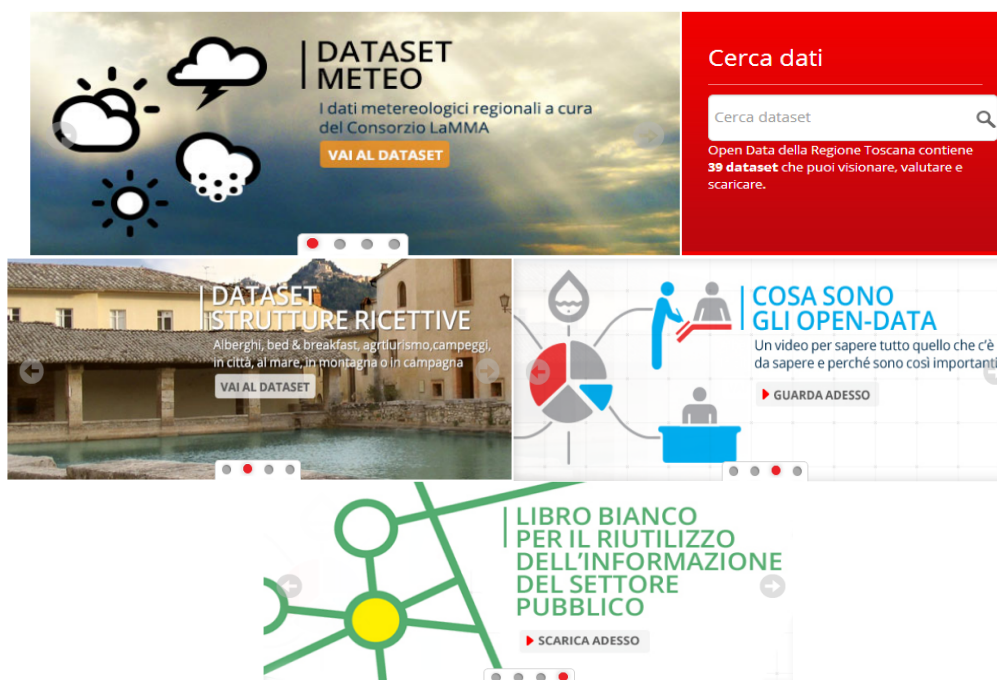 DATASET
METEO
I dati metereologici regionali a cura
del Consorzio LaMMA
VAI AL DATASET
Cerca dati
Cerca dataset
Open Data della Regione Toscana contiene
39 dataset che puoi visionare, valutare e
scaricare.
DATASET
STRUTTURE RICETTIVE
Alberghi, bed & breakfast, agrtiurismo,campeggi,
in città, al mare, in montagna o in campagna
VAI AL DATASET
COSA SONO
GLI OPEN-DATA
Un video per sapere tutto quello che c'è
da sapere e perché sono così importanti
GUARDA ADESSO
LIBRO BIANCO
PER IL RIUTILIZZO
DELL'INFORMAZIONE
DEL SETTORE
PUBBLICO
SCARICA ADESSO